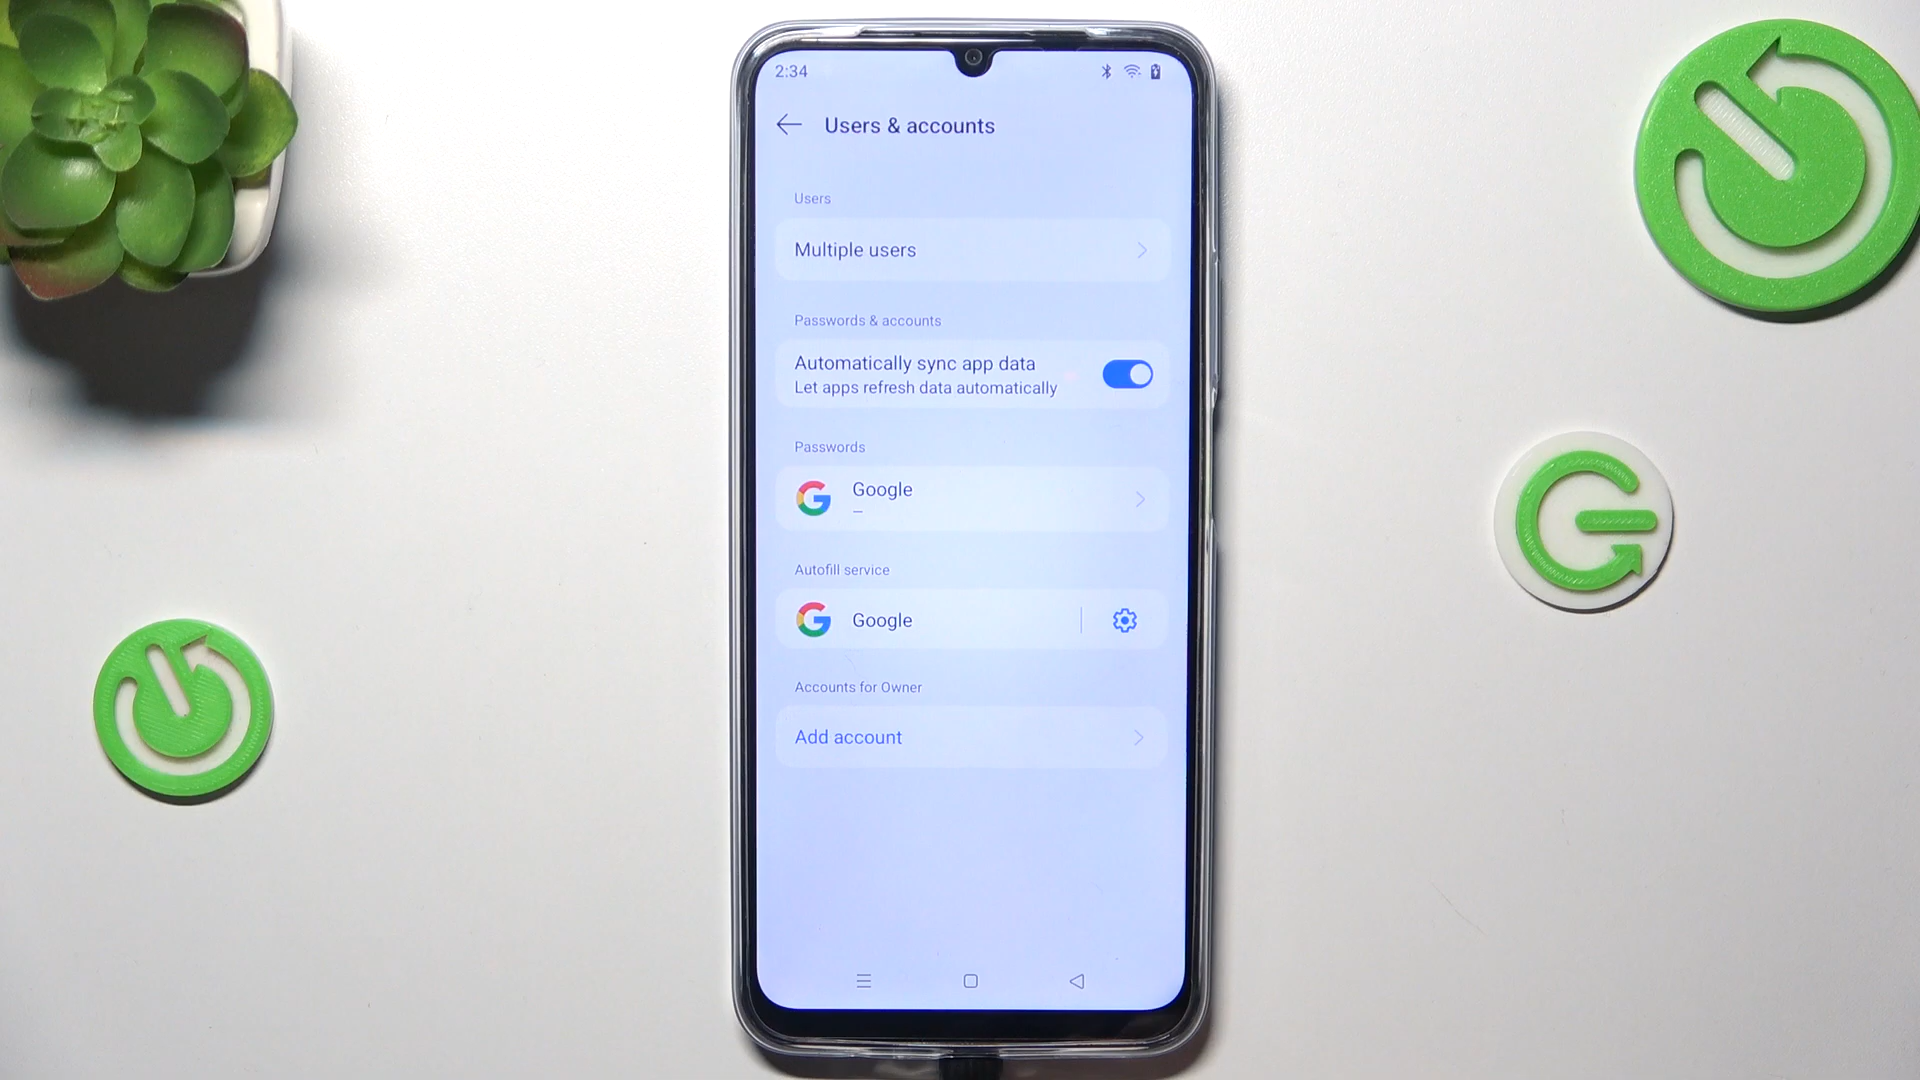 2:34
Users & accounts
Users
Multiple users
Passwords & accounts
Automatically sync app data
Let apps refresh data automatically
Passwords
Google
–
Autofill service
Google
Accounts for Owner
Add account